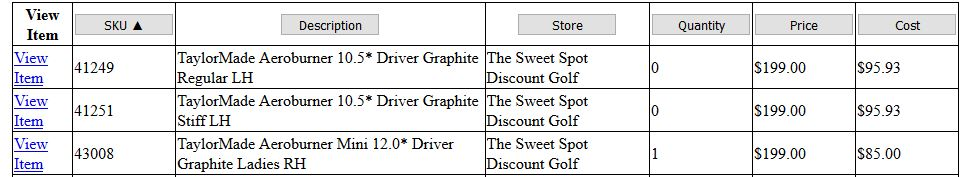 View Item SKU ▲ Description Store Quantity Price Cost
View Item 41249 TaylorMade Aeroburner 10.5* Driver Graphite Regular LH The Sweet Spot Discount Golf 0 $199.00 $95.93
View Item 41251 TaylorMade Aeroburner 10.5* Driver Graphite Stiff LH The Sweet Spot Discount Golf 0 $199.00 $95.93
View Item 43008 TaylorMade Aeroburner Mini 12.0* Driver Graphite Ladies RH The Sweet Spot Discount Golf 1 $199.00 $85.00